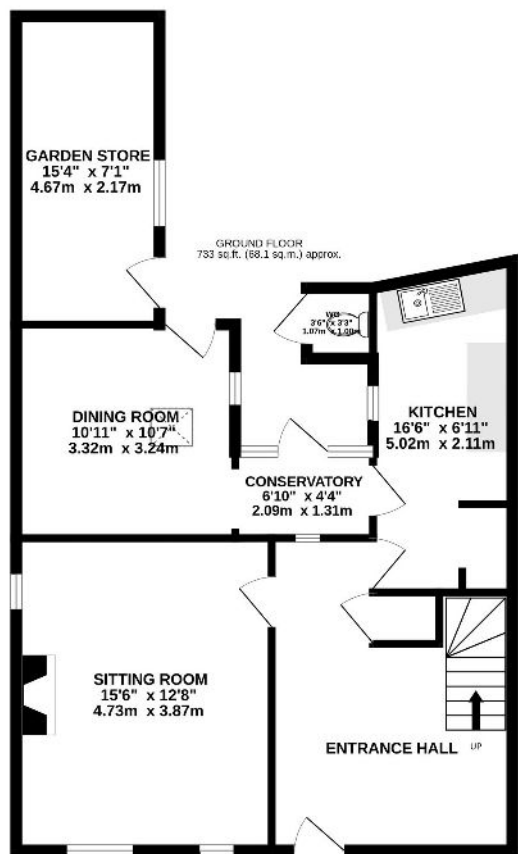 GARDEN STORE
15'4" x 7'1"
4.67m x 2.17m
GROUND FLOOR
733 sq.ft. (68.1 sq.m.) approx.
WC
3'6" x 3'3"
1.07m x 1.00m
DINING ROOM
10'11" x 10'7"
3.32m x 3.24m
KITCHEN
16'6" x 6'11"
5.02m x 2.11m
CONSERVATORY
6'10" x 4'4"
2.09m x 1.31m
SITTING ROOM
15'6" x 12'8"
4.73m x 3.87m
ENTRANCE HALL
UP